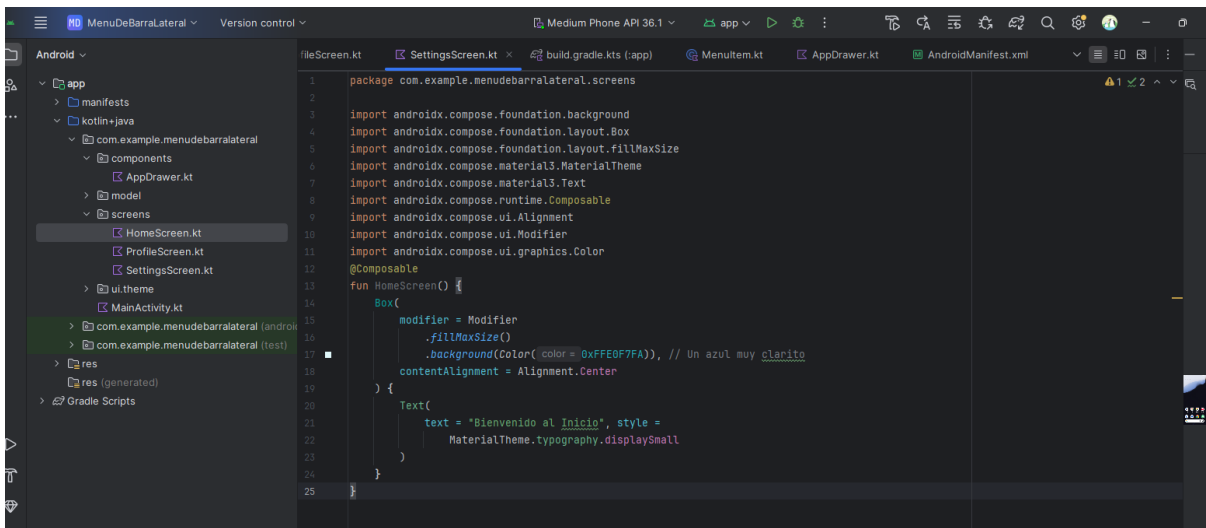 MD MenuDeBarraLateral Version control Medium Phone API 36.1 app
Android
app
manifests
kotlin+java
com.example.menudebarralateral
components
AppDrawer.kt
model
screens
HomeScreen.kt
ProfileScreen.kt
SettingsScreen.kt
ui.theme
MainActivity.kt
com.example.menudebarralateral (androi
com.example.menudebarralateral (test)
res
res (generated)
Gradle Scripts
fileScreen.kt SettingsScreen.kt build.gradle.kts (:app) MenuItem.kt AppDrawer.kt AndroidManifest.xml
1 2
1 package com.example.menudebarralateral.screens
2
3 import androidx.compose.foundation.background
4 import androidx.compose.foundation.layout.Box
5 import androidx.compose.foundation.layout.fillMaxSize
6 import androidx.compose.material3.MaterialTheme
7 import androidx.compose.material3.Text
8 import androidx.compose.runtime.Composable
9 import androidx.compose.ui.Alignment
10 import androidx.compose.ui.Modifier
11 import androidx.compose.ui.graphics.Color
12 @Composable
13 fun HomeScreen() {
14 Box(
15 modifier = Modifier
16 .fillMaxSize()
17 .background(Color( color = 0xFFE0F7FA)), // Un azul muy clarito
18 contentAlignment = Alignment.Center
19 ) {
20 Text(
21 text = "Bienvenido al Inicio", style =
22 MaterialTheme.typography.displaySmall
23 )
24 }
25 }